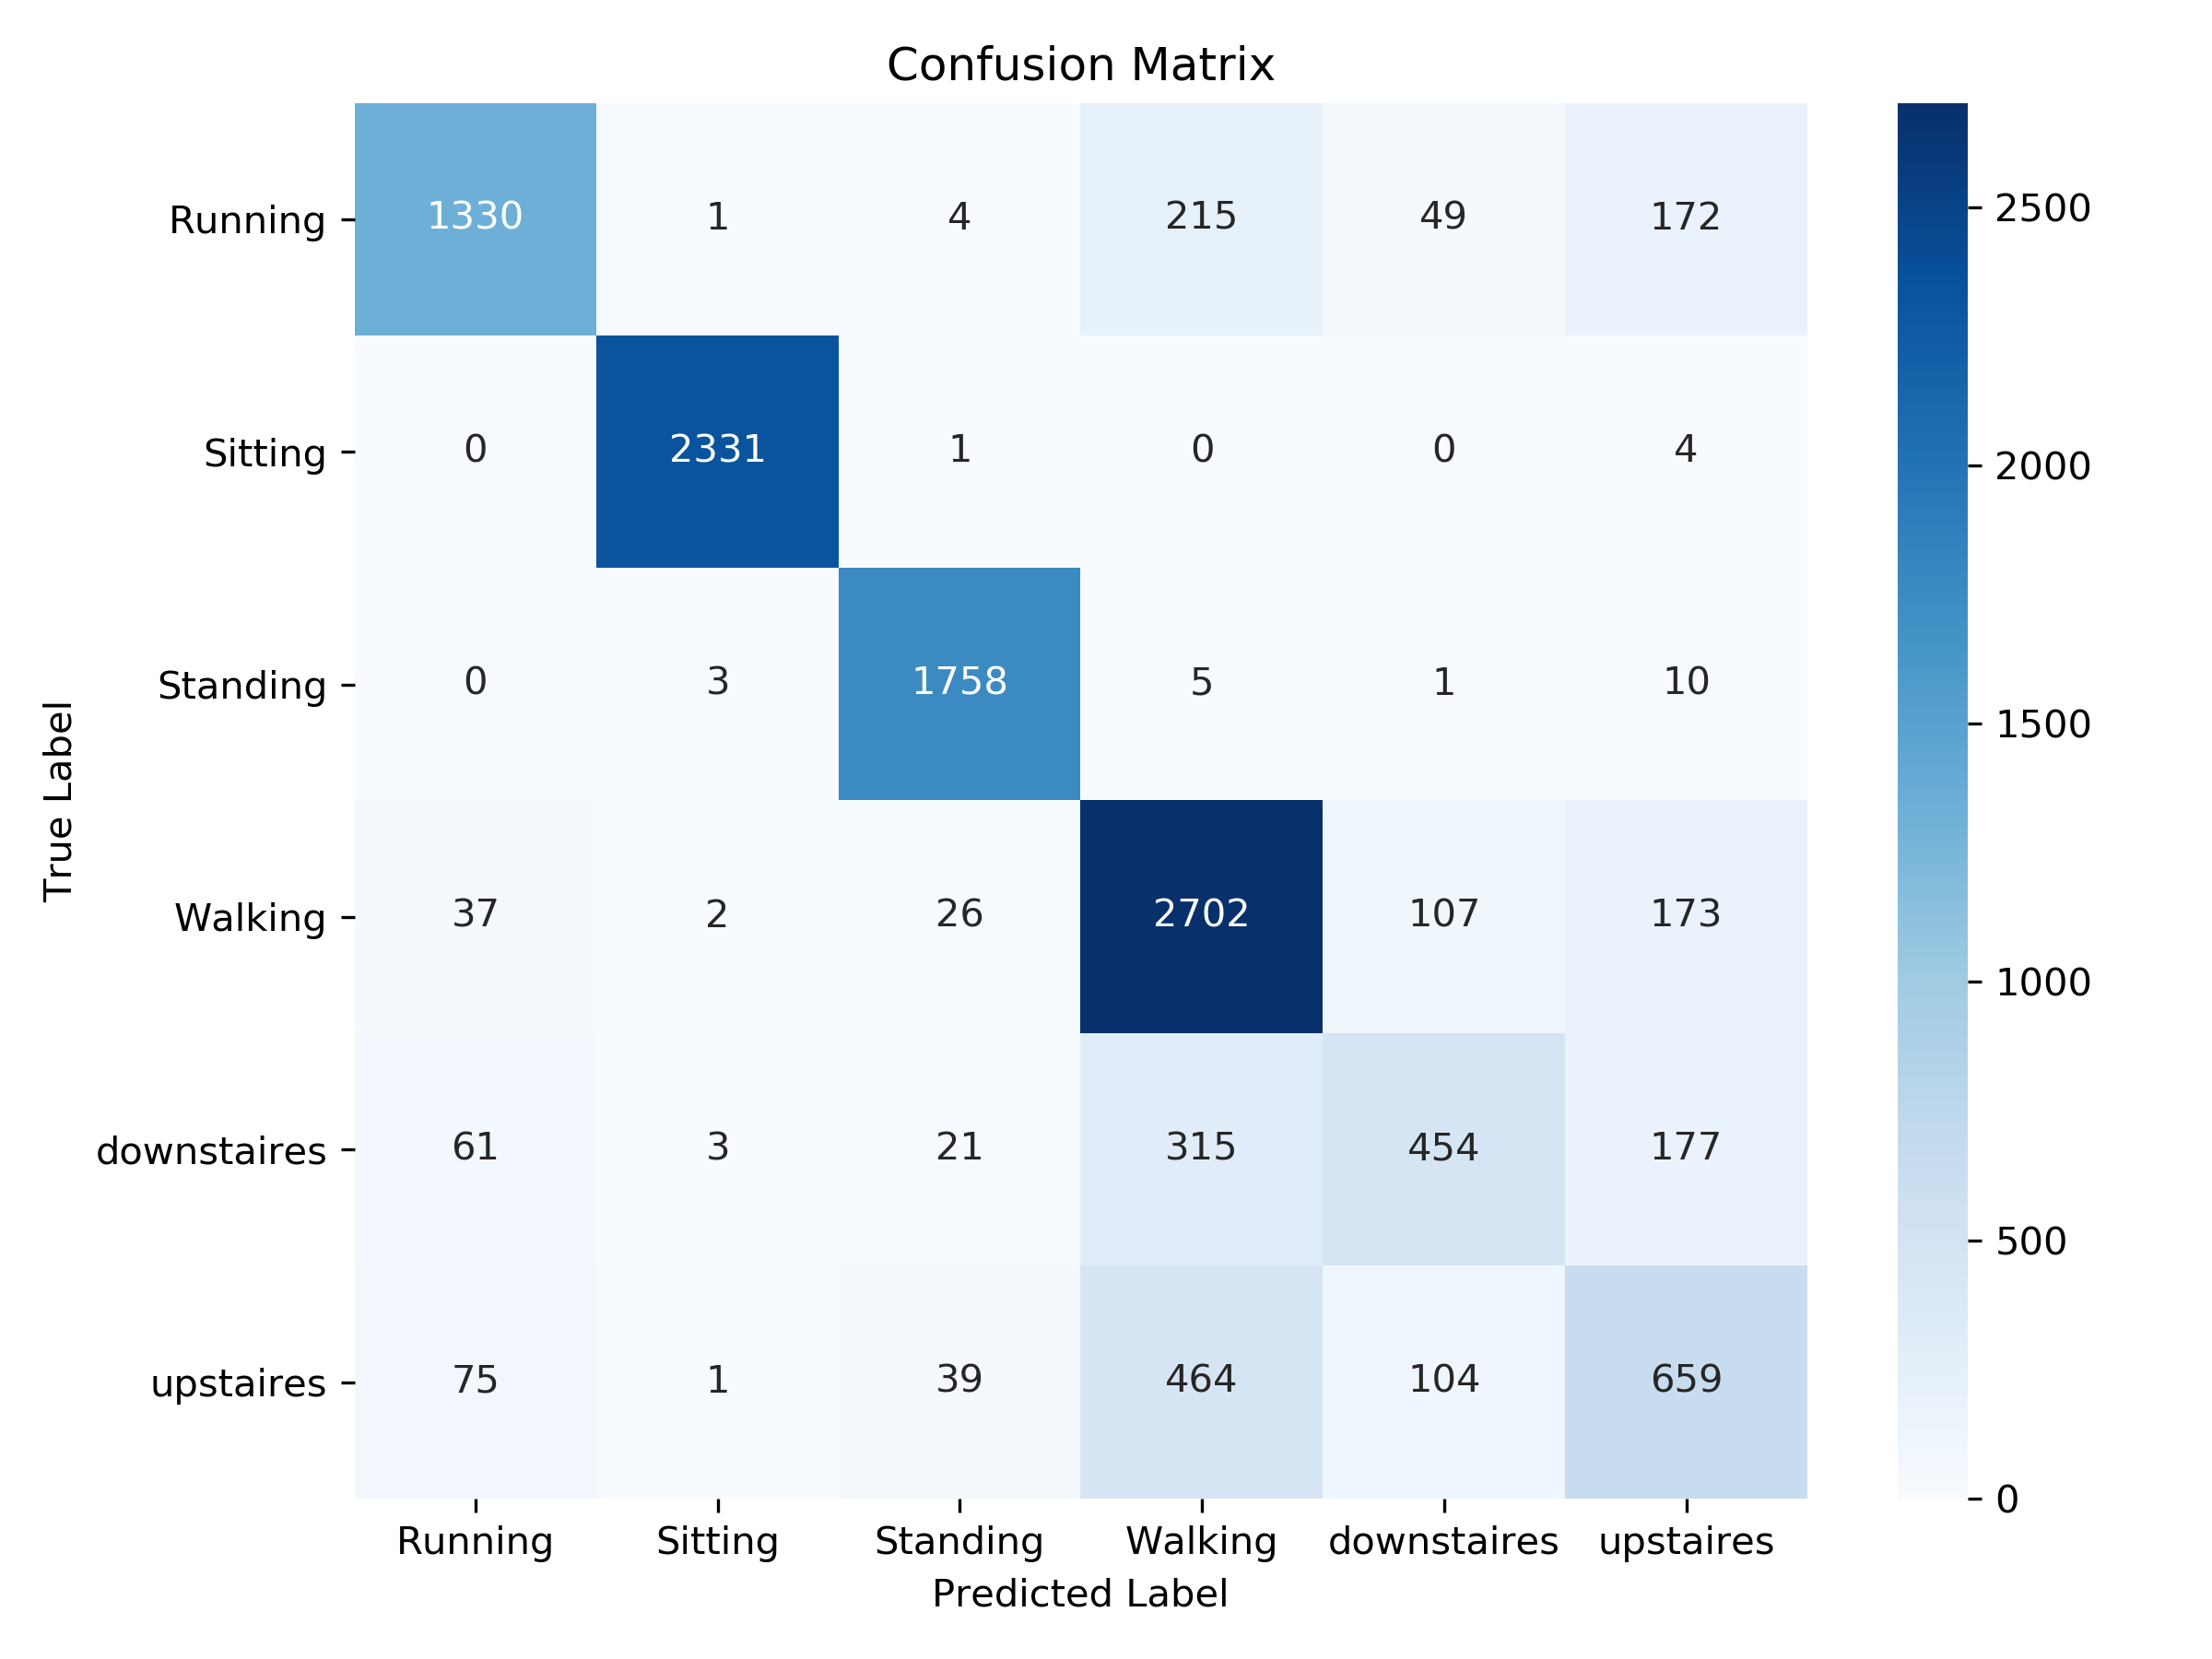 Confusion Matrix
Running 1330 1 4 215 49 172
Sitting 0 2331 1 0 0 4
Standing 0 3 1758 5 1 10
Walking 37 2 26 2702 107 173
downstaires 61 3 21 315 454 177
upstaires 75 1 39 464 104 659
Running Sitting Standing Walking downstaires upstaires
Predicted Label
True Label
2500
2000
1500
1000
500
0